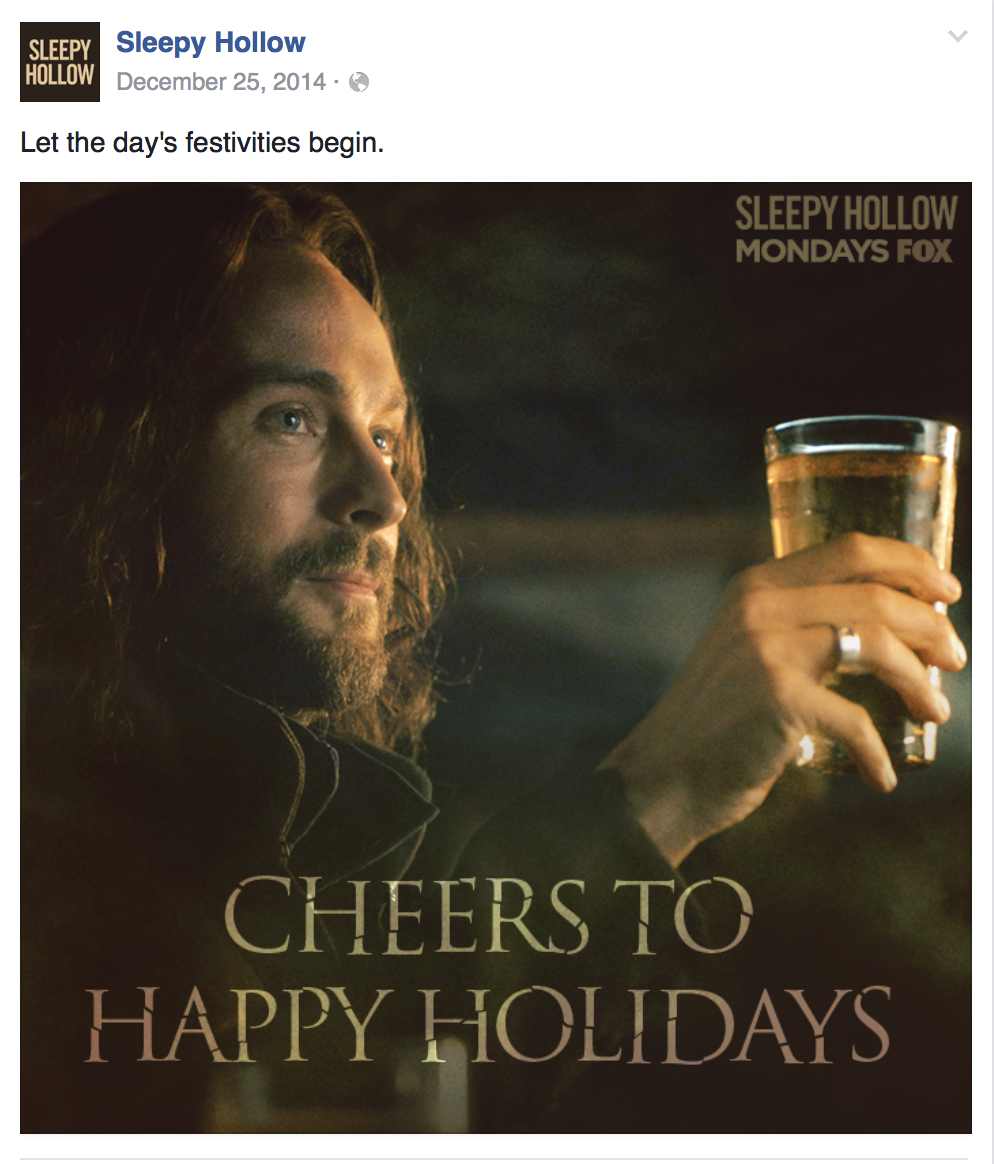 SLEEPY
HOLLOW
Sleepy Hollow
December 25, 2014 ·
Let the day's festivities begin.
SLEEPY HOLLOW
MONDAYS FOX
CHEERS TO
HAPPY HOLIDAYS